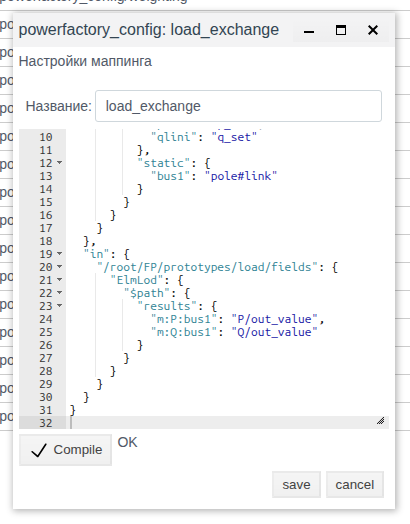 powerfactory_config: load_exchange
Настройки маппинга
Название: load_exchange
10 "qlini": "q_set"
11 },
12 "static": {
13 "bus1": "pole#link"
14 }
15 }
16 }
17 }
18 },
19 "in": {
20 "/root/FP/prototypes/load/fields": {
21 "ElmLod": {
22 "$path": {
23 "results": {
24 "m:P:bus1": "P/out_value",
25 "m:Q:bus1": "Q/out_value"
26 }
27 }
28 }
29 }
30 }
31 }
32
Compile OK
save cancel